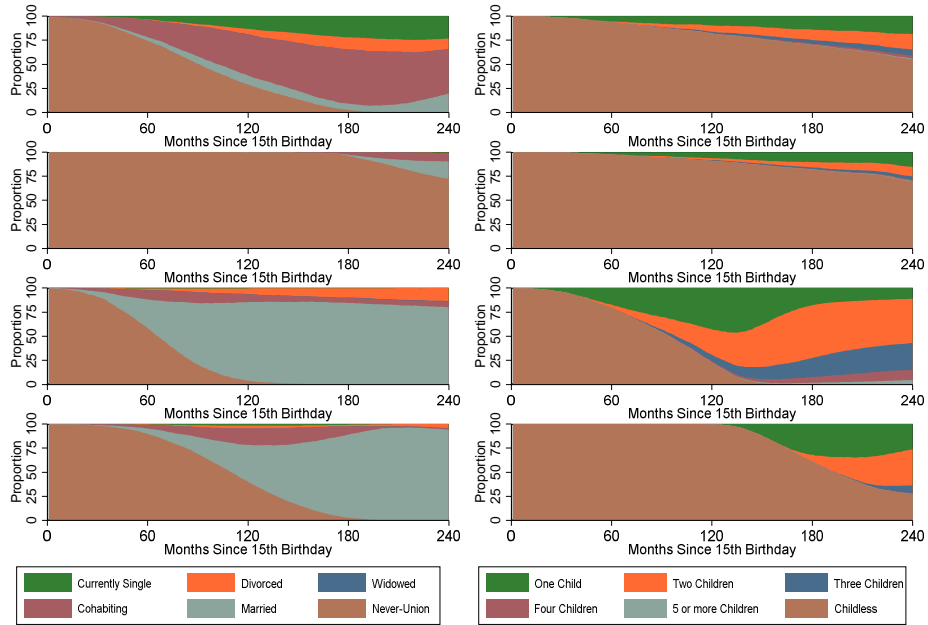 Proportion
0 25 50 75 100
0 60 120 180 240
Months Since 15th Birthday
Proportion
0 25 50 75 100
0 60 120 180 240
Months Since 15th Birthday
Proportion
0 25 50 75 100
0 60 120 180 240
Months Since 15th Birthday
Proportion
0 25 50 75 100
0 60 120 180 240
Months Since 15th Birthday
Proportion
0 25 50 75 100
0 60 120 180 240
Months Since 15th Birthday
Proportion
0 25 50 75 100
0 60 120 180 240
Months Since 15th Birthday
Proportion
0 25 50 75 100
0 60 120 180 240
Months Since 15th Birthday
Proportion
0 25 50 75 100
0 60 120 180 240
Months Since 15th Birthday
Currently Single Divorced Widowed
Cohabiting Married Never-Union
One Child Two Children Three Children
Four Children 5 or more Children Childless